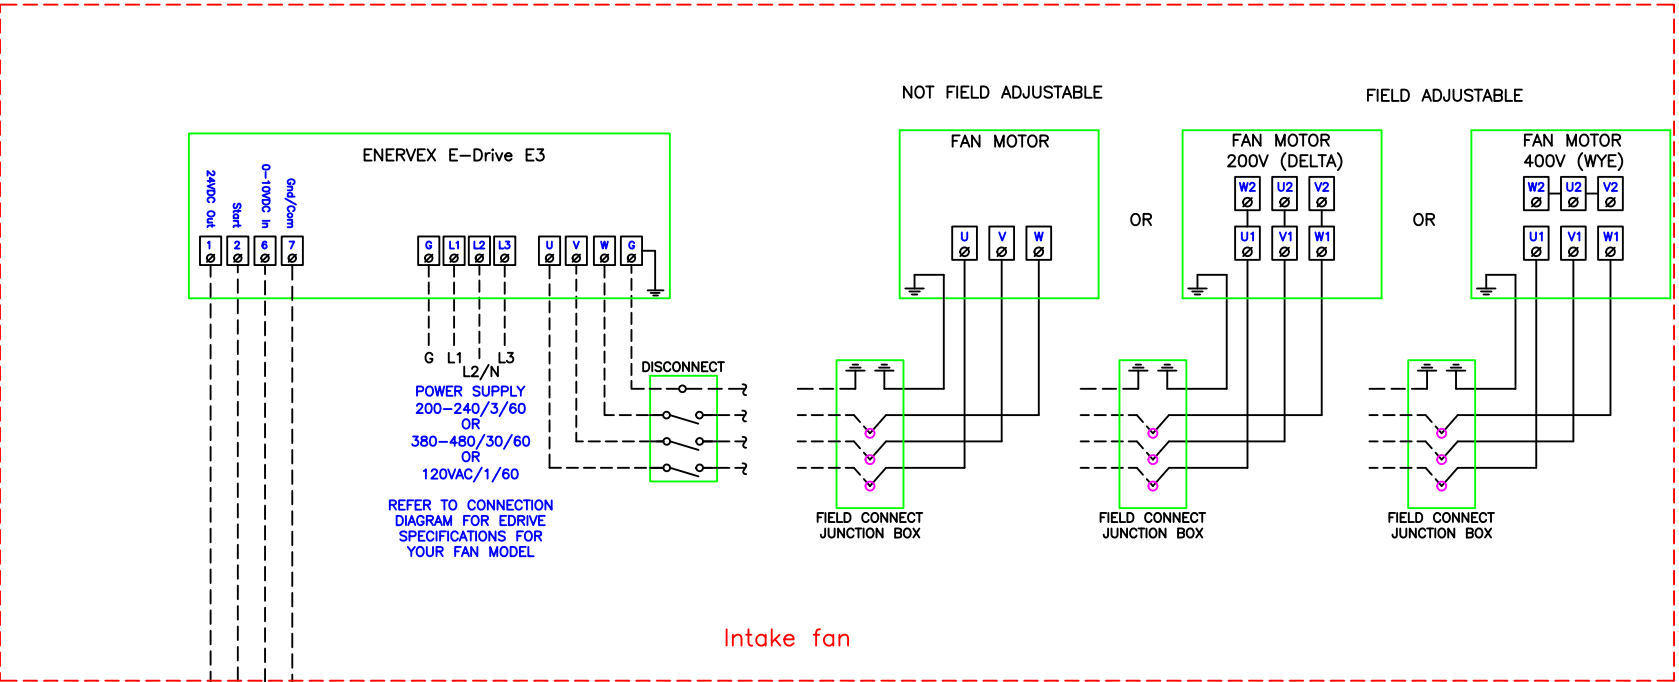 NOT FIELD ADJUSTABLE
FIELD ADJUSTABLE
ENERVEX E-Drive E3
24VDC Out
Start
0-10VDC In
Gnd/Com
1 2 6 7
G L1 L2 L3
U V W G
G L1 L3
L2/N
POWER SUPPLY
200-240/3/60
OR
380-480/30/60
OR
120VAC/1/60
REFER TO CONNECTION
DIAGRAM FOR EDRIVE
SPECIFICATIONS FOR
YOUR FAN MODEL
DISCONNECT
FAN MOTOR
U V W
FIELD CONNECT
JUNCTION BOX
OR
FAN MOTOR
200V (DELTA)
W2 U2 V2
U1 V1 W1
FIELD CONNECT
JUNCTION BOX
OR
FAN MOTOR
400V (WYE)
W2 U2 V2
U1 V1 W1
FIELD CONNECT
JUNCTION BOX
Intake fan